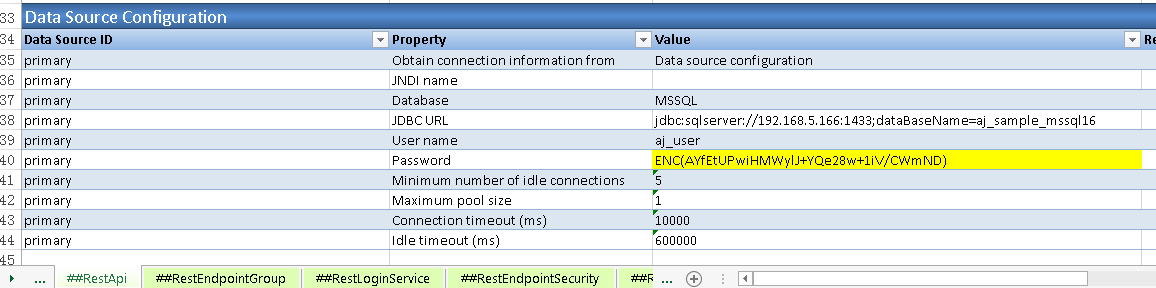 33 Data Source Configuration
34 Data Source ID Property Value Re
35 primary Obtain connection information from Data source configuration
36 primary JNDI name
37 primary Database MSSQL
38 primary JDBC URL jdbc:sqlserver://192.168.5.166:1433;dataBaseName=aj_sample_mssql16
39 primary User name aj_user
40 primary Password ENC(AYfEtUPwiHMWylJ+YQe28w+1iV/CWmND)
41 primary Minimum number of idle connections 5
42 primary Maximum pool size 1
43 primary Connection timeout (ms) 10000
44 primary Idle timeout (ms) 600000
45
... ##RestApi ##RestEndpointGroup ##RestLoginService ##RestEndpointSecurity ##R ...